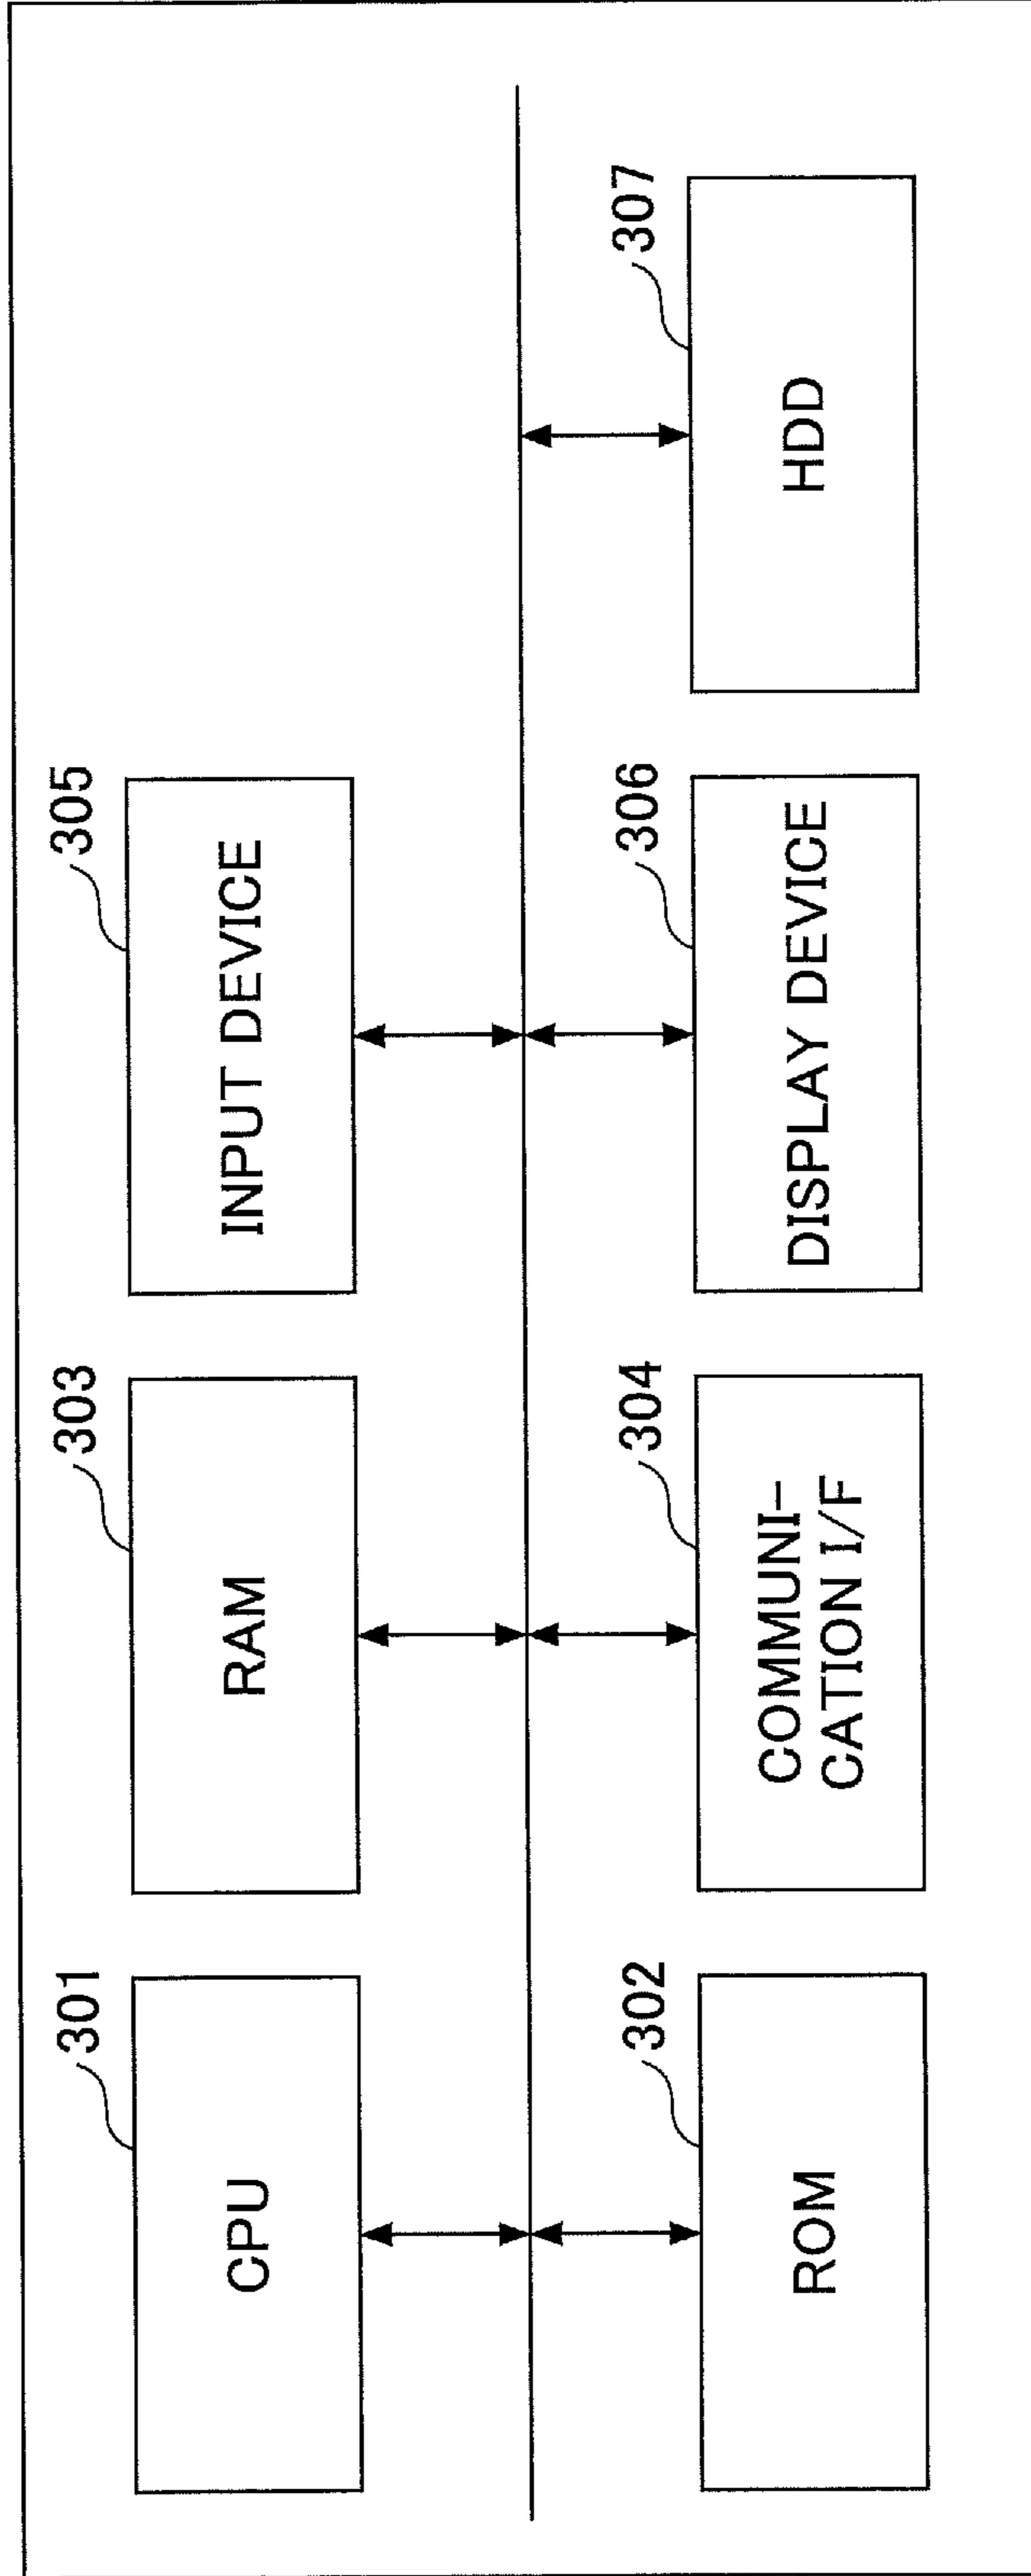 301
CPU
303
RAM
305
INPUT DEVICE
302
ROM
304
COMMUNI-
CATION I/F
306
DISPLAY DEVICE
307
HDD